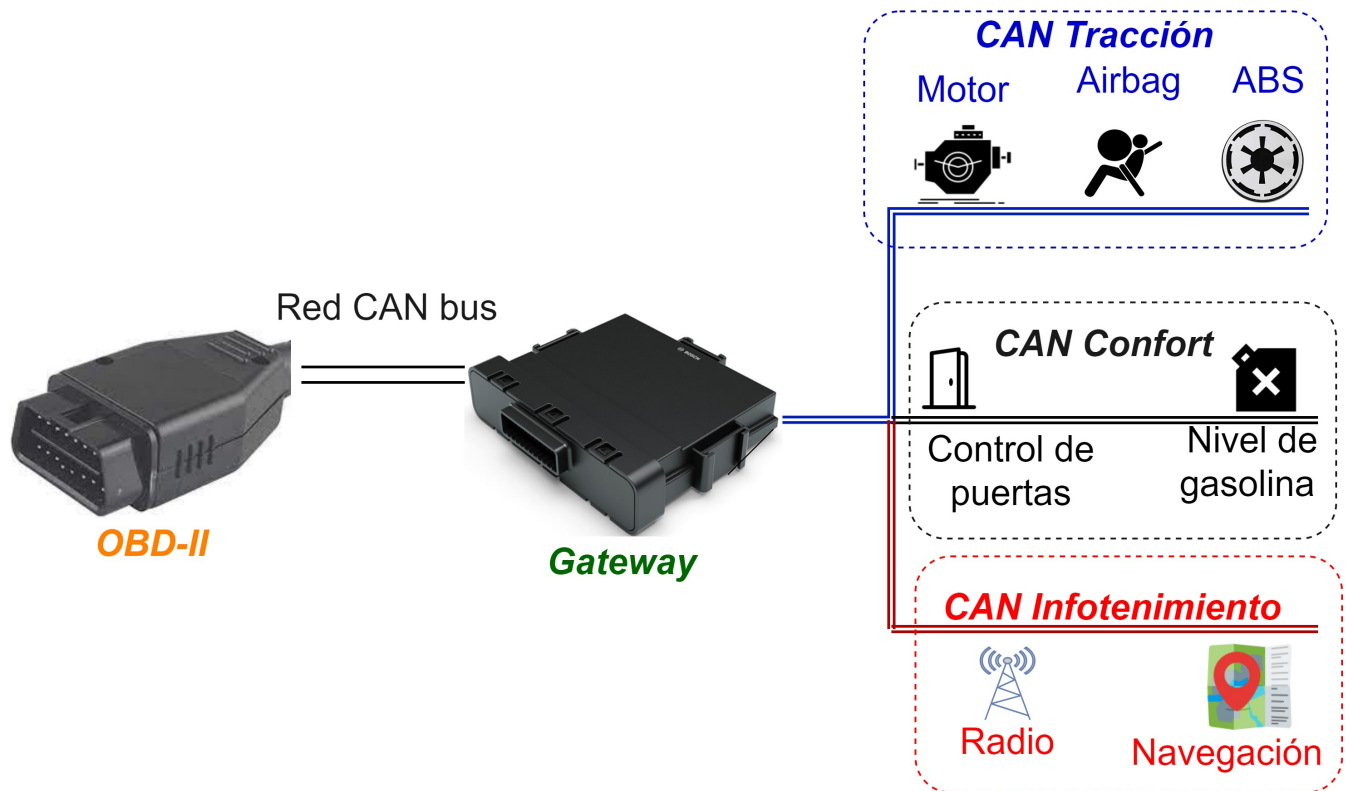 CAN Tracción
Motor
Airbag
ABS
Red CAN bus
BOSCH
CAN Confort
Control de
puertas
Nivel de
gasolina
OBD-II
Gateway
CAN Infotenimiento
Radio
Navegación